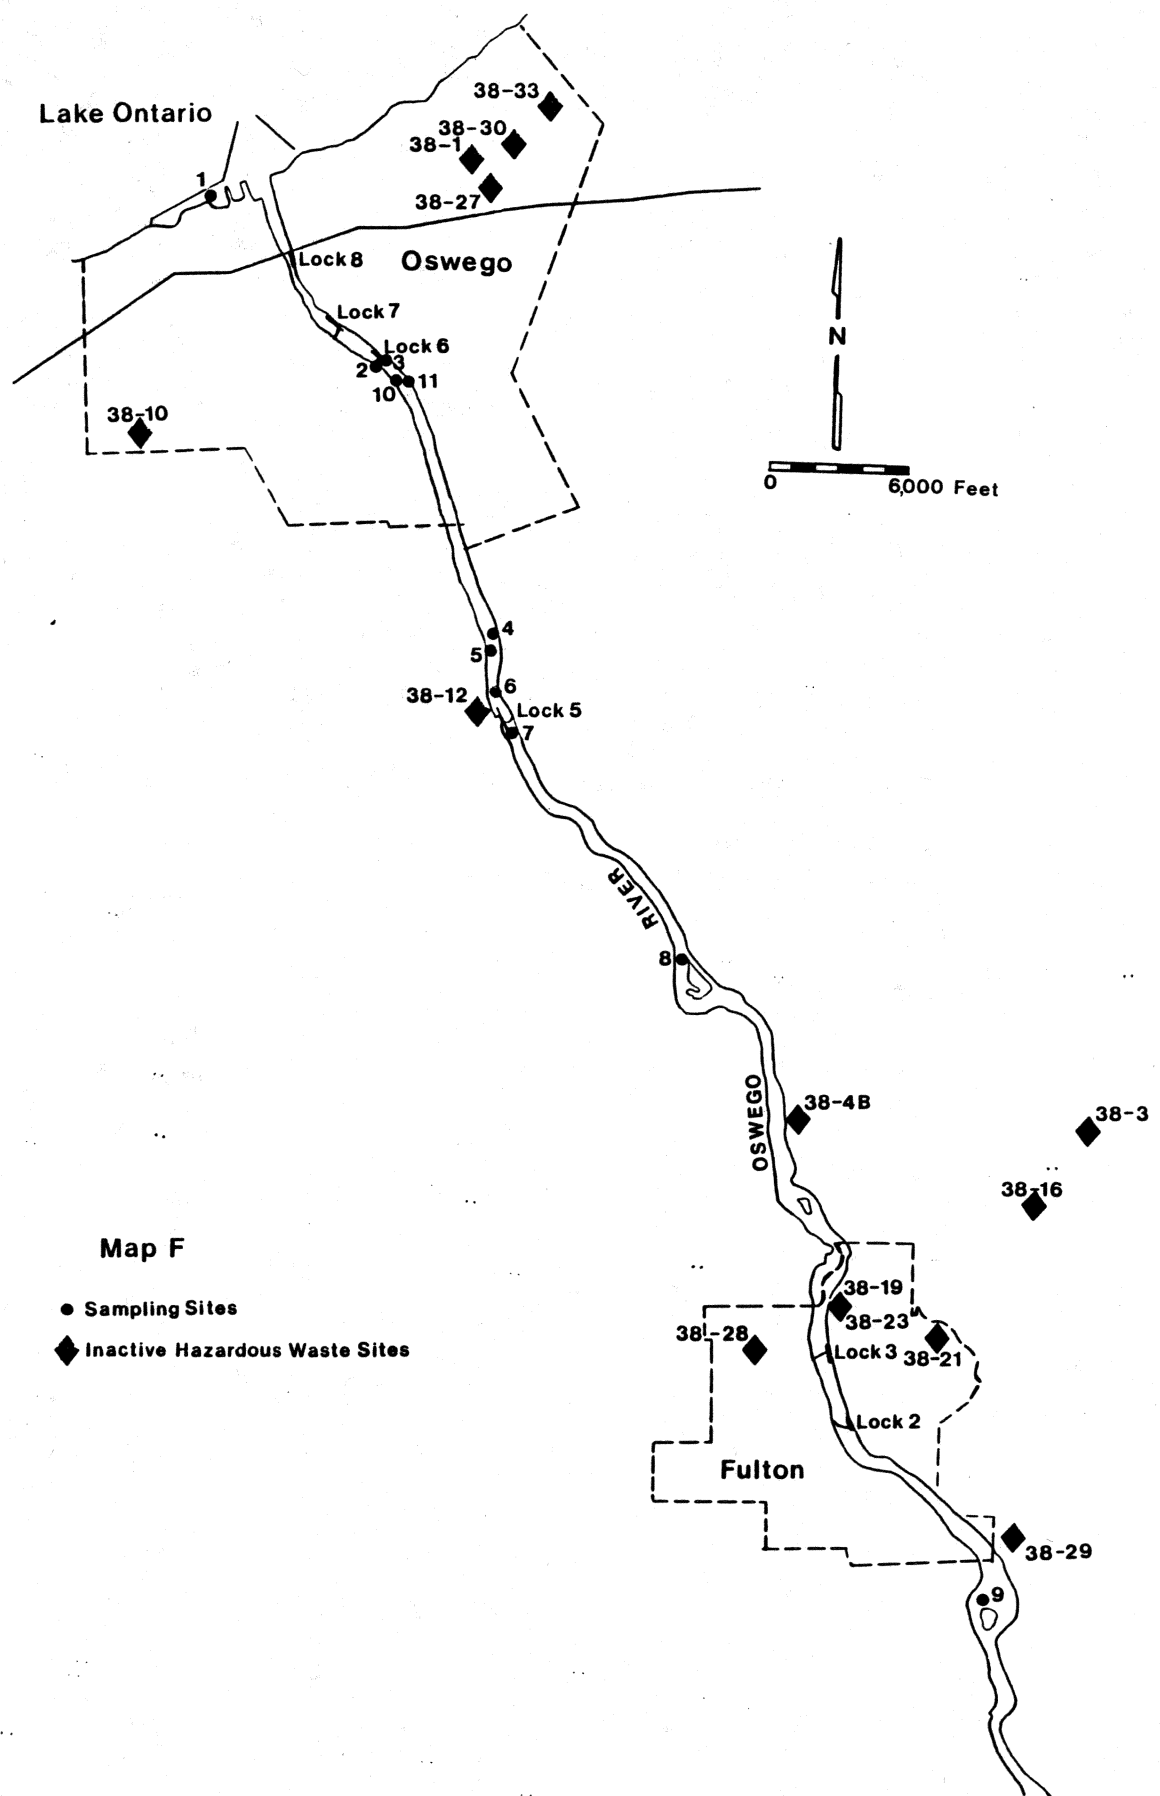 38-33
Lake Ontario
38-30
38-1
1
38-27
Lock 8
Oswego
Lock 7
N
Lock 6
3
2
11
10
38-10
0
6,000 Feet
4
5
6
38-12
Lock 5
7
RIVER
8
OSWEGO
38-4B
38-3
38-16
Map F
38-19
Sampling Sites
38-23
38-28
Inactive Hazardous Waste Sites
Lock 3
38-21
Lock 2
Fulton
38-29
9